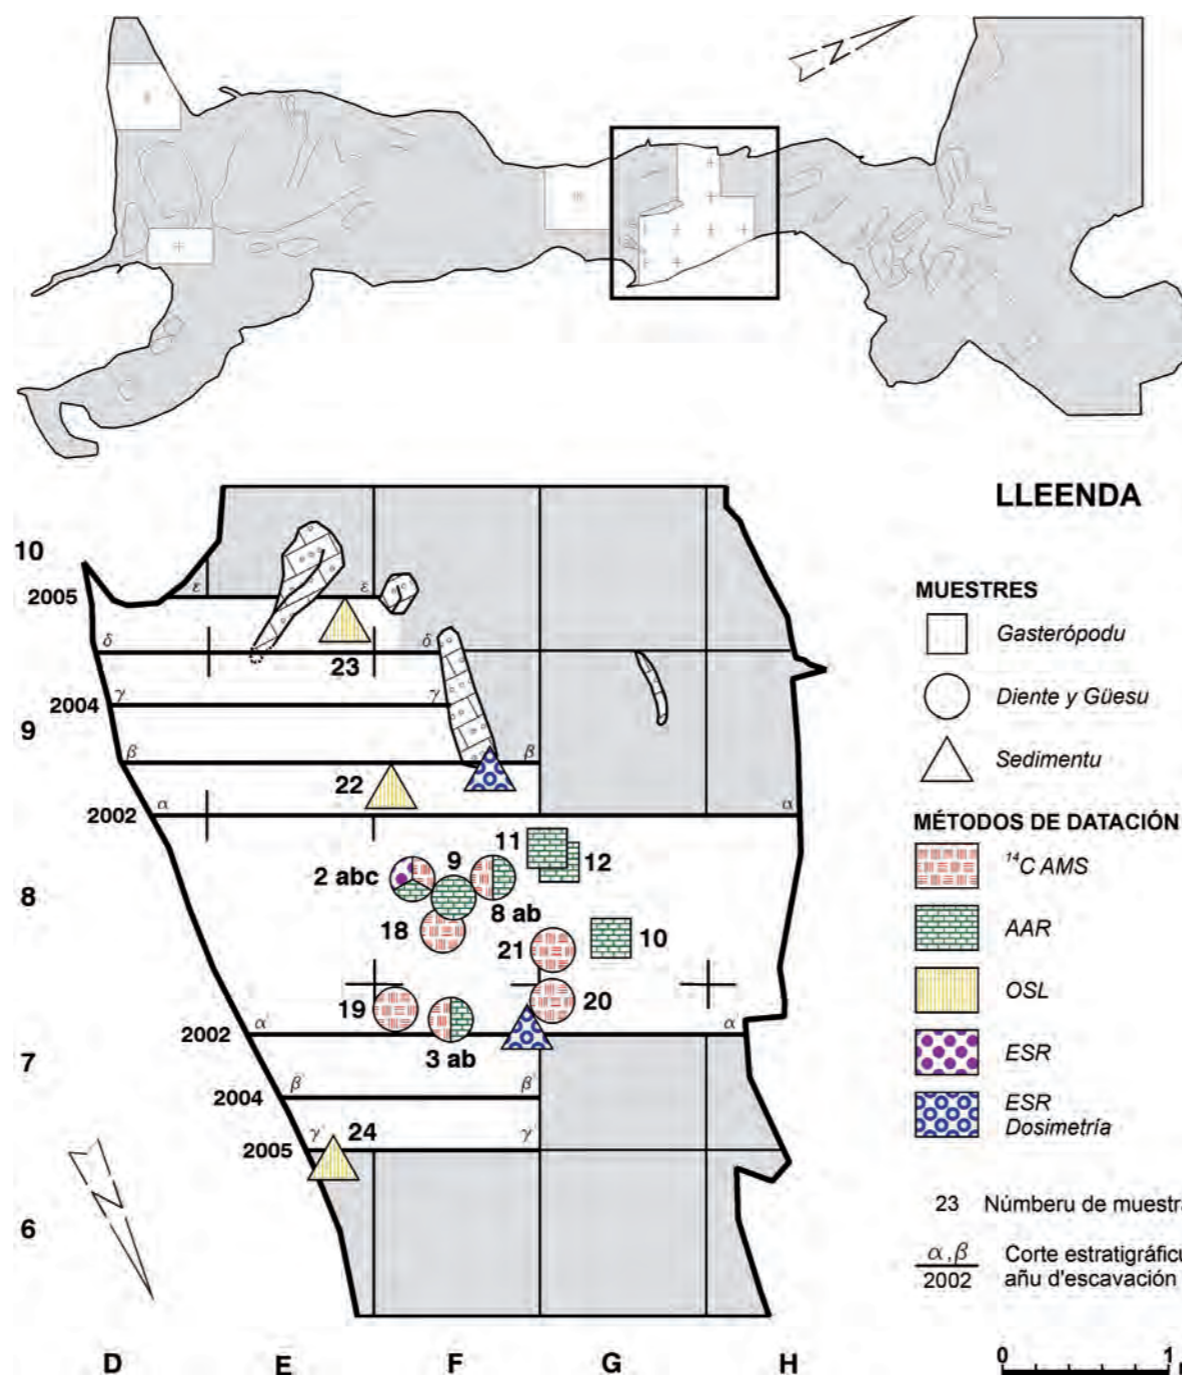 N
LLEENDA
MUESTRES
Gasterópodu
Diente y Güesu
Sedimentu
MÉTODOS DE DATACIÓN
¹⁴C AMS
AAR
OSL
ESR
ESR
Dosimetría
23 Númberu de muestra
α,β Corte estratigráficu
2002 añu d'escavación
0 1
10
2005 ε ε
δ δ
23
2004 γ γ
9
β β
22
2002 α α
11
12
9
2 abc
8
8 ab
18
10
21
19
20
2002 α' α'
3 ab
7
2004 β' β'
24
2005 γ' γ'
N
6
D E F G H